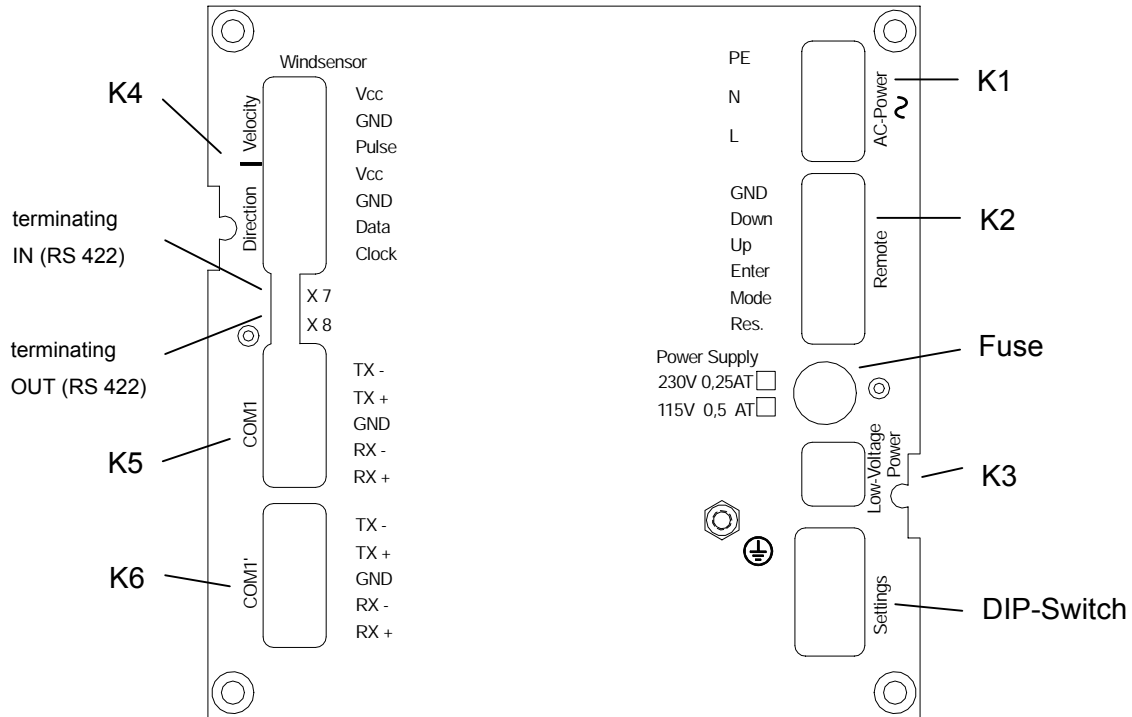 Windsensor
K4
Velocity
Direction
Vcc
GND
Pulse
Vcc
GND
Data
Clock
terminating
IN (RS 422)
X 7
X 8
terminating
OUT (RS 422)
K5
COM1
TX -
TX +
GND
RX -
RX +
K6
COM1'
TX -
TX +
GND
RX -
RX +
PE
N
L
AC-Power
~
K1
GND
Down
Up
Enter
Mode
Res.
Remote
K2
Power Supply
230V 0,25AT
115V 0,5 AT
Fuse
Low-Voltage
Power
K3
Settings
DIP-Switch